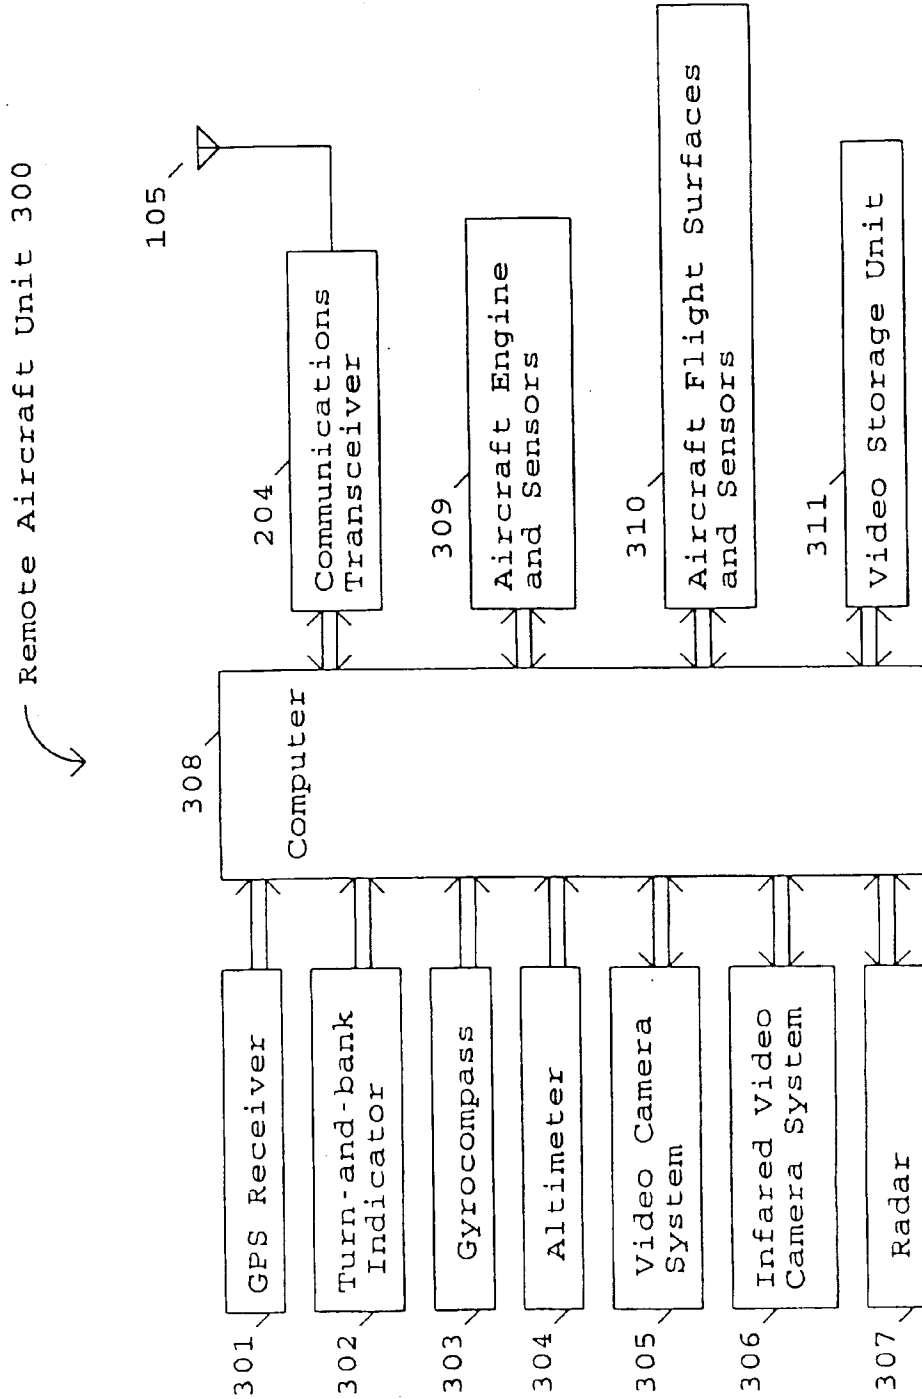 Remote Aircraft Unit 300
105
308
Computer
301
GPS Receiver
302
Turn-and-bank
Indicator
303
Gyrocompass
304
Altimeter
305
Video Camera
System
306
Infared Video
Camera System
307
Radar
204
Communications
Transceiver
309
Aircraft Engine
and Sensors
310
Aircraft Flight Surfaces
and Sensors
311
Video Storage Unit